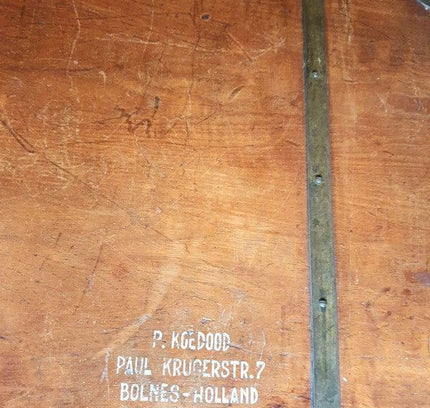 P. KOEDOOD
PAUL KRUGERSTR.7
BOLNES-HOLLAND